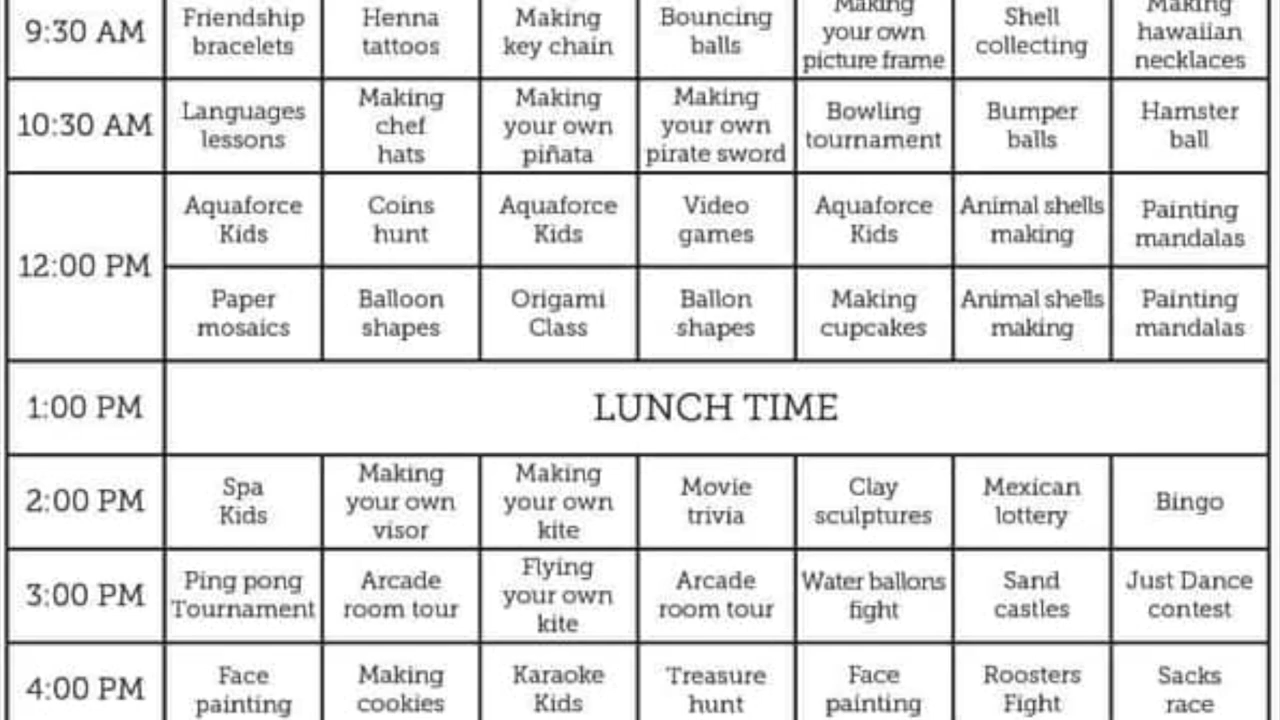 9:30 AM
Friendship
bracelets
Henna
tattoos
Making
key chain
Bouncing
balls
Making
your own
picture frame
Shell
collecting
Making
hawaiian
necklaces
10:30 AM
Languages
lessons
Making
chef
hats
Making
your own
piñata
Making
your own
pirate sword
Bowling
tournament
Bumper
balls
Hamster
ball
12:00 PM
Aquaforce
Kids
Coins
hunt
Aquaforce
Kids
Video
games
Aquaforce
Kids
Animal shells
making
Painting
mandalas
Paper
mosaics
Balloon
shapes
Origami
Class
Ballon
shapes
Making
cupcakes
Animal shells
making
Painting
mandalas
1:00 PM
LUNCH TIME
2:00 PM
Spa
Kids
Making
your own
visor
Making
your own
kite
Movie
trivia
Clay
sculptures
Mexican
lottery
Bingo
3:00 PM
Ping pong
Tournament
Arcade
room tour
Flying
your own
kite
Arcade
room tour
Water ballons
fight
Sand
castles
Just Dance
contest
4:00 PM
Face
painting
Making
cookies
Karaoke
Kids
Treasure
hunt
Face
painting
Roosters
Fight
Sacks
race